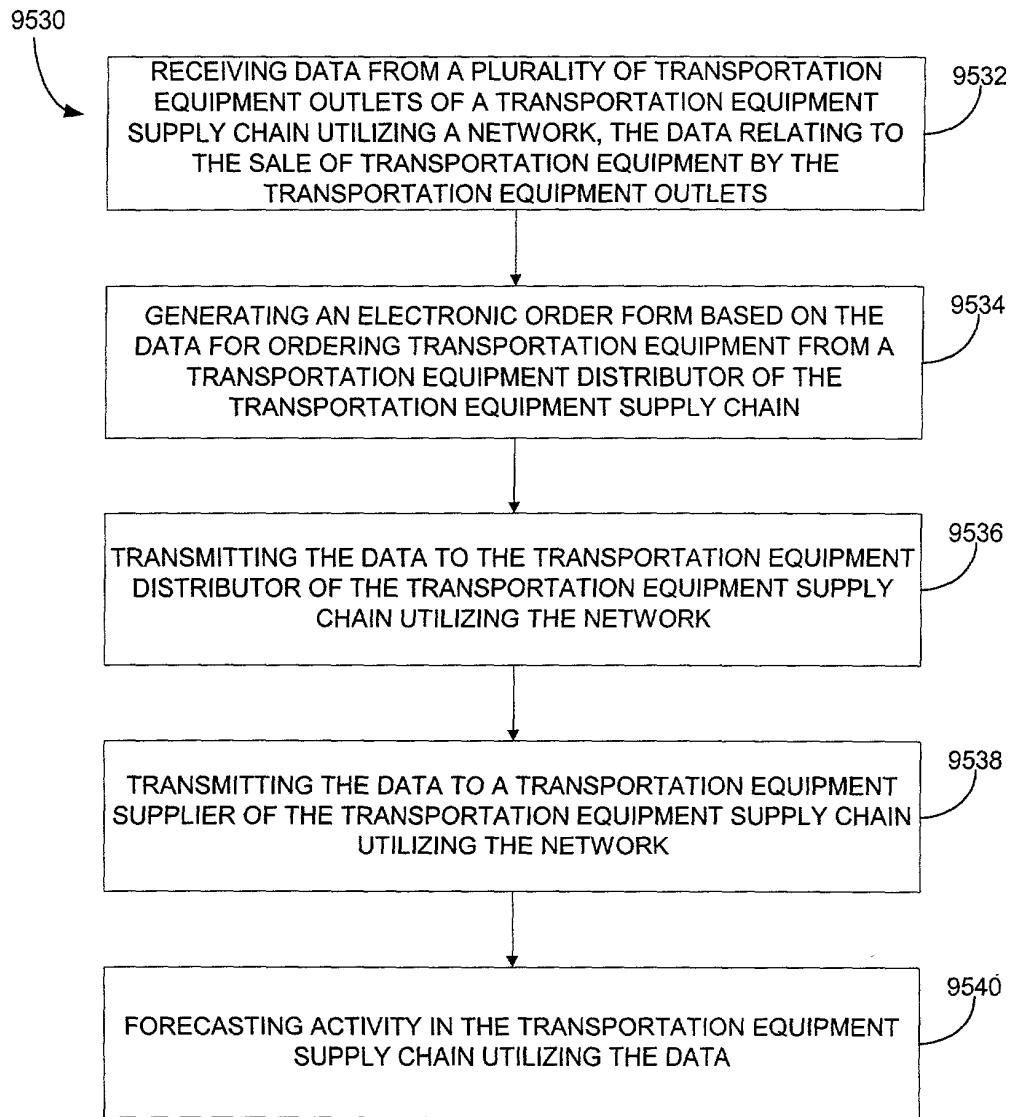 9530
RECEIVING DATA FROM A PLURALITY OF TRANSPORTATION
EQUIPMENT OUTLETS OF A TRANSPORTATION EQUIPMENT
SUPPLY CHAIN UTILIZING A NETWORK, THE DATA RELATING TO
THE SALE OF TRANSPORTATION EQUIPMENT BY THE
TRANSPORTATION EQUIPMENT OUTLETS
9532
GENERATING AN ELECTRONIC ORDER FORM BASED ON THE
DATA FOR ORDERING TRANSPORTATION EQUIPMENT FROM A
TRANSPORTATION EQUIPMENT DISTRIBUTOR OF THE
TRANSPORTATION EQUIPMENT SUPPLY CHAIN
9534
TRANSMITTING THE DATA TO THE TRANSPORTATION EQUIPMENT
DISTRIBUTOR OF THE TRANSPORTATION EQUIPMENT SUPPLY
CHAIN UTILIZING THE NETWORK
9536
TRANSMITTING THE DATA TO A TRANSPORTATION EQUIPMENT
SUPPLIER OF THE TRANSPORTATION EQUIPMENT SUPPLY CHAIN
UTILIZING THE NETWORK
9538
FORECASTING ACTIVITY IN THE TRANSPORTATION EQUIPMENT
SUPPLY CHAIN UTILIZING THE DATA
9540